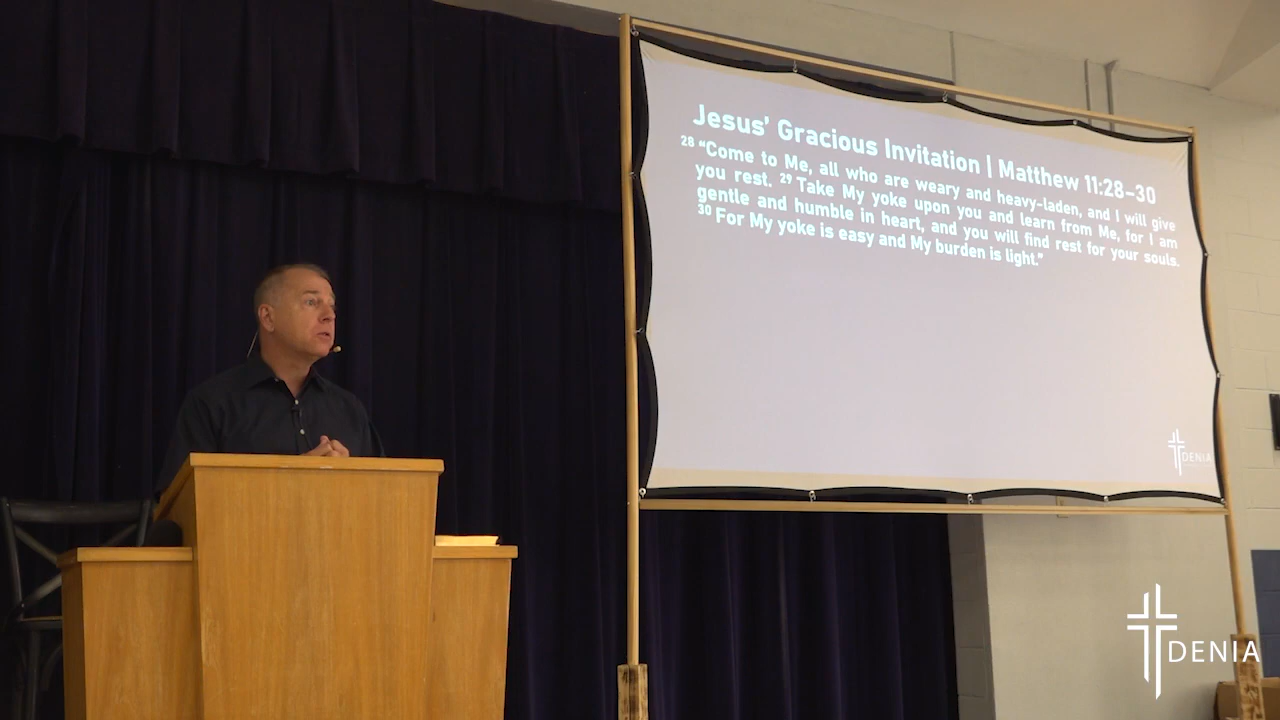 Jesus' Gracious Invitation | Matthew 11:28–30
28 “Come to Me, all who are weary and heavy-laden, and I will give
you rest. 29 Take My yoke upon you and learn from Me, for I am
gentle and humble in heart, and you will find rest for your souls.
30 For My yoke is easy and My burden is light.”
DENIA
DENIA